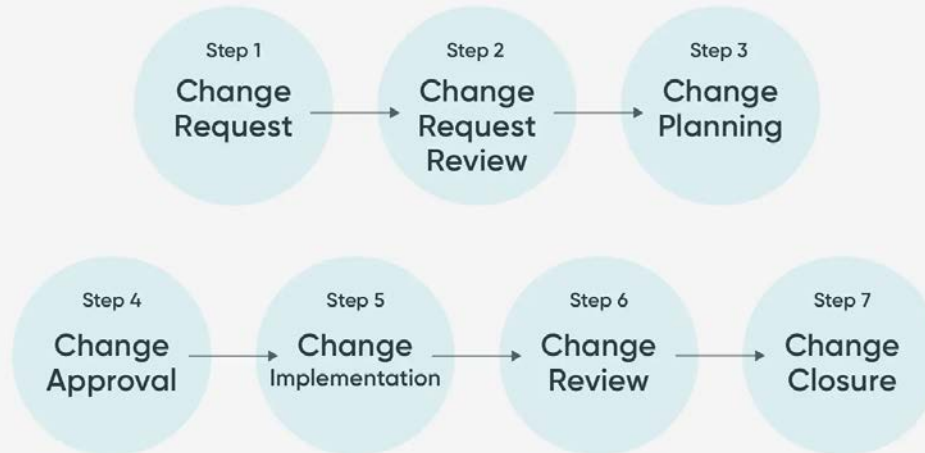 Step 1
Change
Request
Step 2
Change
Request
Review
Step 3
Change
Planning
Step 4
Change
Approval
Step 5
Change
Implementation
Step 6
Change
Review
Step 7
Change
Closure